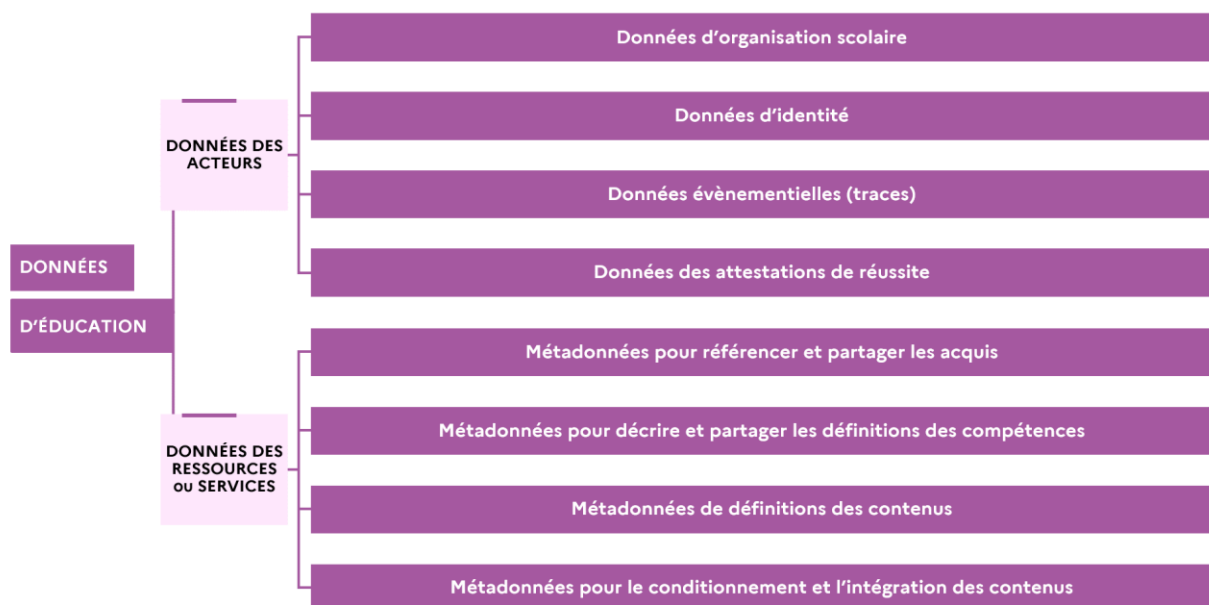 DONNÉES
D'ÉDUCATION
DONNÉES DES
ACTEURS
Données d'organisation scolaire
Données d'identité
Données évènementielles (traces)
Données des attestations de réussite
DONNÉES DES
RESSOURCES
ou SERVICES
Métadonnées pour référencer et partager les acquis
Métadonnées pour décrire et partager les définitions des compétences
Métadonnées de définitions des contenus
Métadonnées pour le conditionnement et l'intégration des contenus